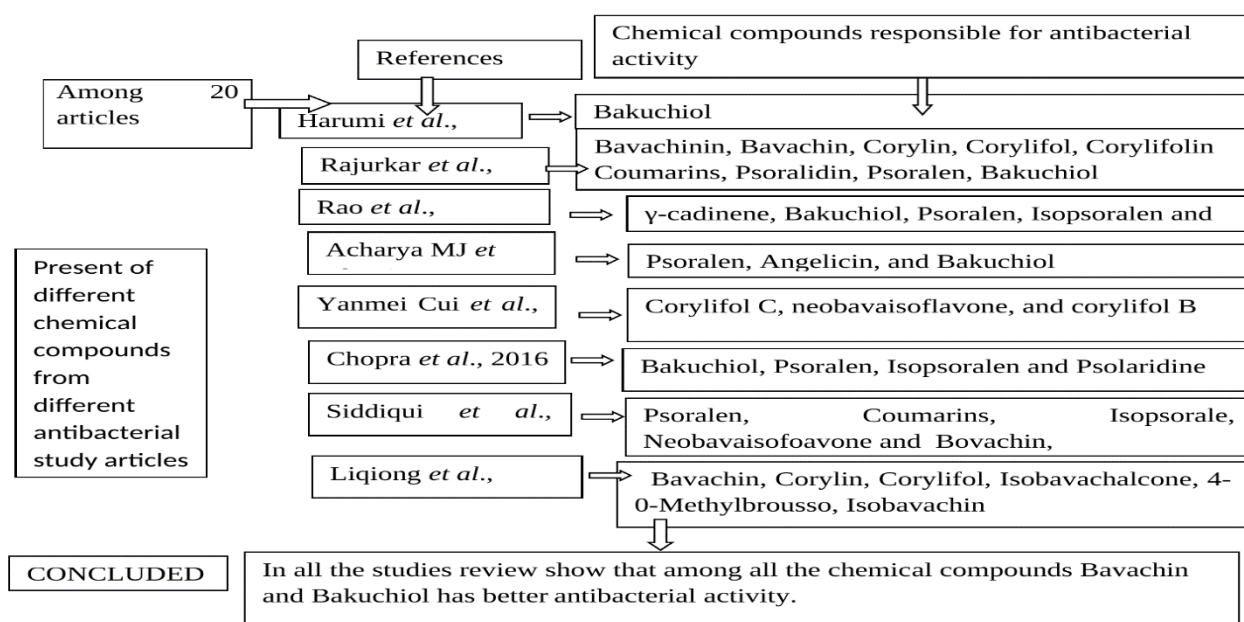 References
Chemical compounds responsible for antibacterial
activity
Among 20
articles
Harumi et al.,
Bakuchiol
Rajurkar et al.,
Bavachinin, Bavachin, Corylin, Corylifol, Corylifolin
Coumarins, Psoralidin, Psoralen, Bakuchiol
Rao et al.,
γ-cadinene, Bakuchiol, Psoralen, Isopsoralen and
Acharya MJ et
Psoralen, Angelicin, and Bakuchiol
Yanmei Cui et al.,
Corylifol C, neobavaisoflavone, and corylifol B
Chopra et al., 2016
Bakuchiol, Psoralen, Isopsoralen and Psolaridine
Siddiqui et al.,
Psoralen, Coumarins, Isopsorale,
Neobavaisofoavone and Bovachin,
Liqiong et al.,
Bavachin, Corylin, Corylifol, Isobavachalcone, 4-
0-Methylbrousso, Isobavachin
Present of
different
chemical
compounds
from
different
antibacterial
study articles
CONCLUDED
In all the studies review show that among all the chemical compounds Bavachin
and Bakuchiol has better antibacterial activity.